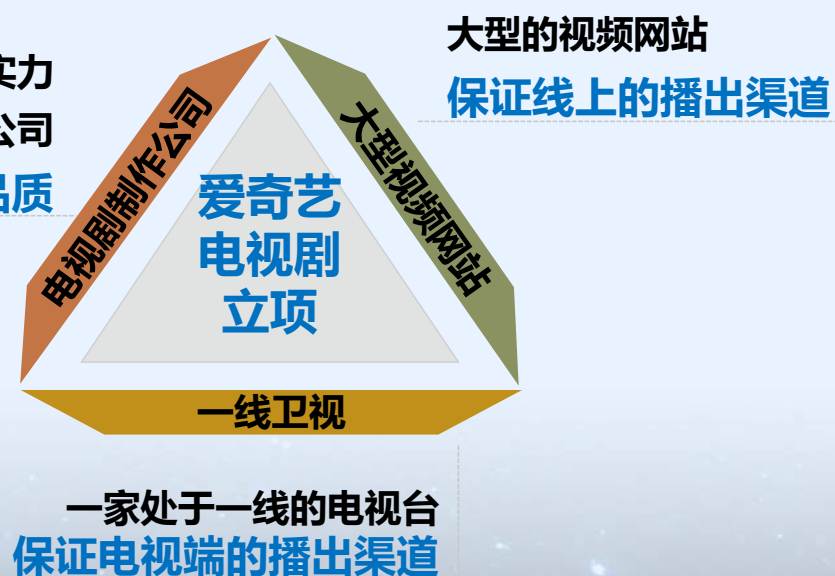 大型的视频网站
保证线上的播出渠道
实力
公司
品质
电视剧制作公司
大型视频网站
爱奇艺
电视剧
立项
一线卫视
一家处于一线的电视台
保证电视端的播出渠道